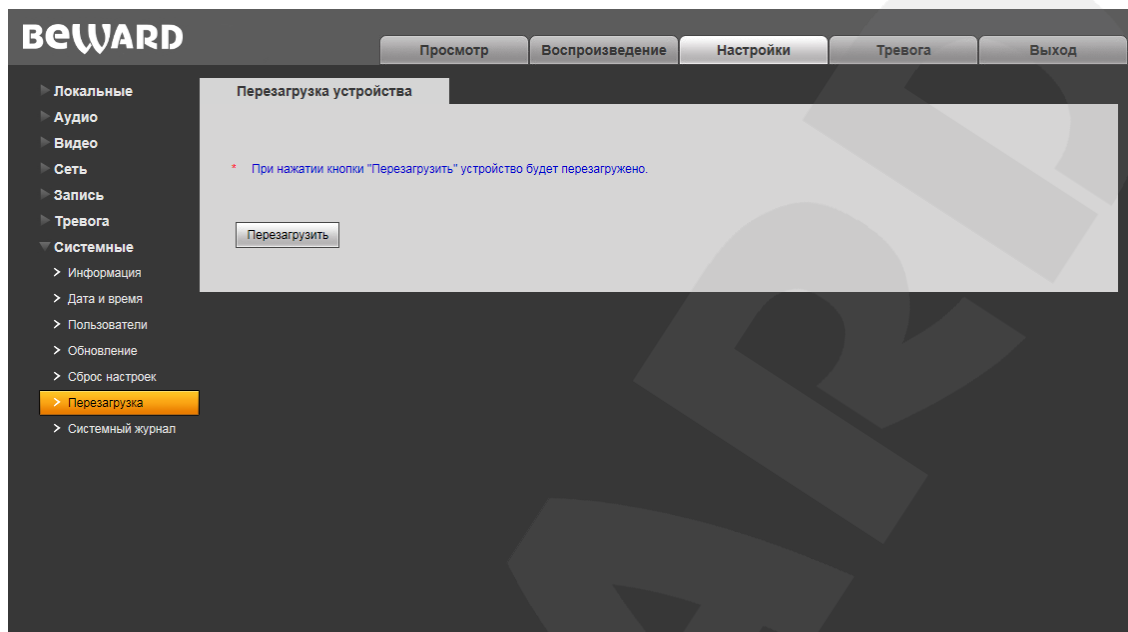 BEWARD
Просмотр Воспроизведение Настройки Тревога Выход
Локальные
Аудио
Видео
Сеть
Запись
Тревога
Системные
Информация
Дата и время
Пользователи
Обновление
Сброс настроек
Перезагрузка
Системный журнал
Перезагрузка устройства
* При нажатии кнопки "Перезагрузить" устройство будет перезагружено.
Перезагрузить